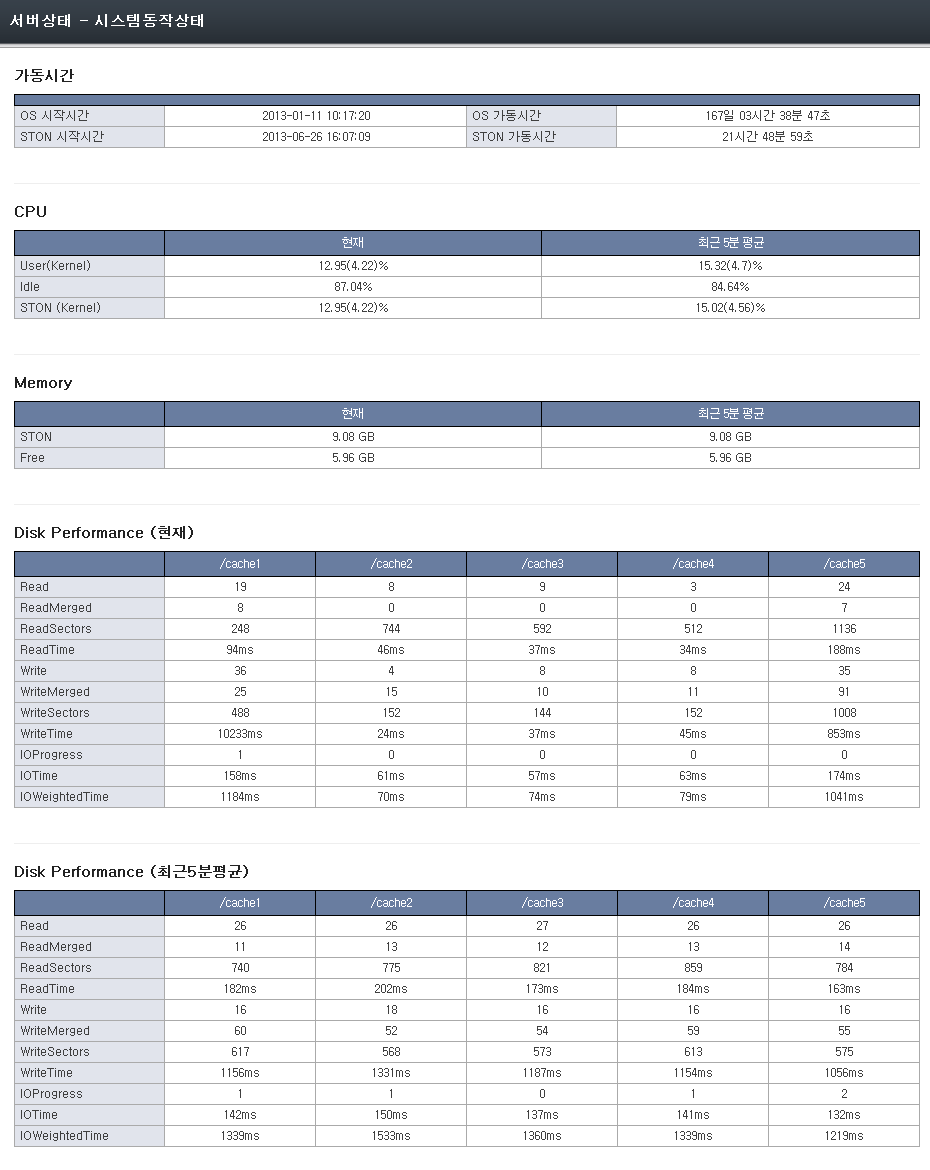 서버상태 - 시스템동작상태
가동시간
OS 시작시간 2013-01-11 10:17:20 OS 가동시간 167일 03시간 38분 47초
STON 시작시간 2013-06-26 16:07:09 STON 가동시간 21시간 48분 59초
CPU
현재 최근 5분 평균
User(Kernel) 12.95(4.22)% 15.32(4.7)%
Idle 87.04% 84.64%
STON (Kernel) 12.95(4.22)% 15.02(4.56)%
Memory
현재 최근 5분 평균
STON 9.08 GB 9.08 GB
Free 5.96 GB 5.96 GB
Disk Performance (현재)
/cache1 /cache2 /cache3 /cache4 /cache5
Read 19 8 9 3 24
ReadMerged 8 0 0 0 7
ReadSectors 248 744 592 512 1136
ReadTime 94ms 46ms 37ms 34ms 188ms
Write 36 4 8 8 35
WriteMerged 25 15 10 11 91
WriteSectors 488 152 144 152 1008
WriteTime 10233ms 24ms 37ms 45ms 853ms
IOProgress 1 0 0 0 0
IOTime 158ms 61ms 57ms 63ms 174ms
IOWeightedTime 1184ms 70ms 74ms 79ms 1041ms
Disk Performance (최근5분평균)
/cache1 /cache2 /cache3 /cache4 /cache5
Read 26 26 27 26 26
ReadMerged 11 13 12 13 14
ReadSectors 740 775 821 859 784
ReadTime 182ms 202ms 173ms 184ms 163ms
Write 16 18 16 16 16
WriteMerged 60 52 54 59 55
WriteSectors 617 568 573 613 575
WriteTime 1156ms 1331ms 1187ms 1154ms 1056ms
IOProgress 1 1 0 1 2
IOTime 142ms 150ms 137ms 141ms 132ms
IOWeightedTime 1339ms 1533ms 1360ms 1339ms 1219ms